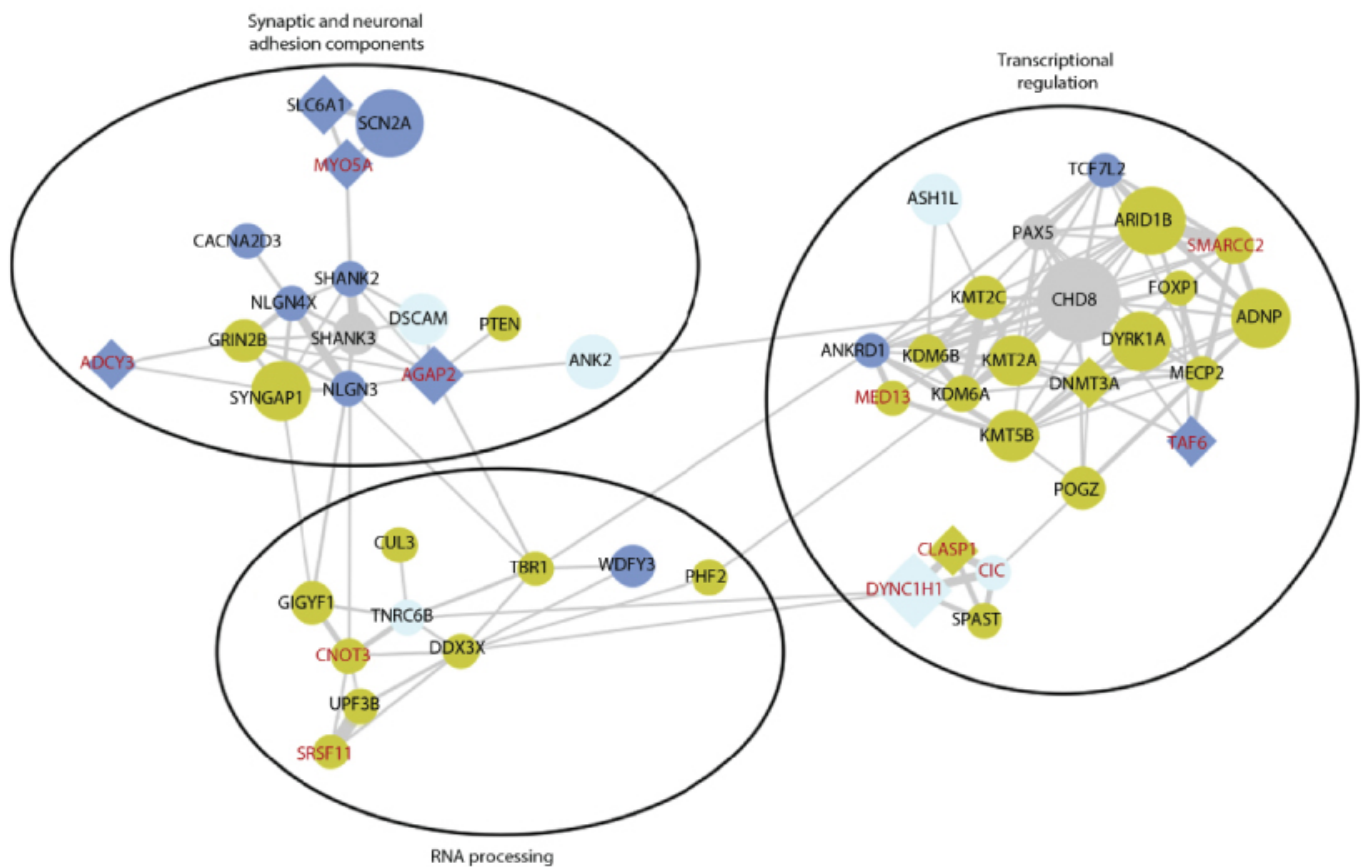 Synaptic and neuronal
adhesion components
Transcriptional
regulation
SLC6A1
SCN2A
MYO5A
CACNA2D3
SHANK2
NLGN4X
DSCAM
PTEN
GRIN2B
SHANK3
ADCY3
AGAP2
ANK2
SYNGAP1
NLGN3
TCF7L2
ASH1L
ARID1B
PAX5
SMARCC2
KMT2C
CHD8
FOXP1
ADNP
ANKRD1
KDM6B
KMT2A
DYRK1A
MED13
KDM6A
DNMT3A
MECP2
KMT5B
TAF6
POGZ
CLASP1
CIC
DYNC1H1
SPAST
CUL3
TBR1
WDFY3
PHF2
GIGYF1
TNRC6B
CNOT3
DDX3X
UPF3B
SRSF11
RNA processing